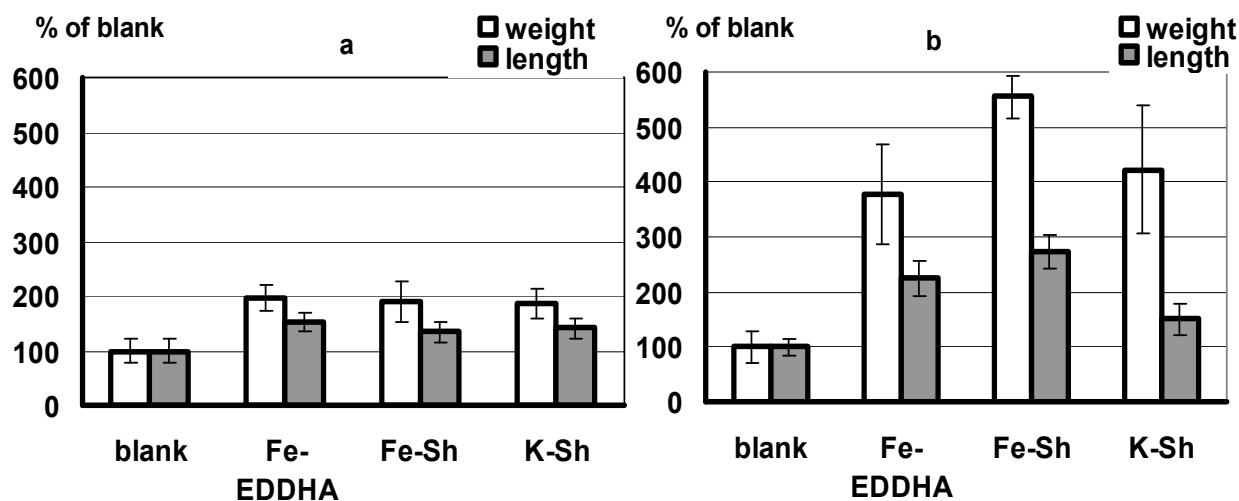 % of blank
a
weight
length
600
500
400
300
200
100
0
blank
Fe-
EDDHA
Fe-Sh
K-Sh
% of blank
b
weight
length
600
500
400
300
200
100
0
blank
Fe-
EDDHA
Fe-Sh
K-Sh